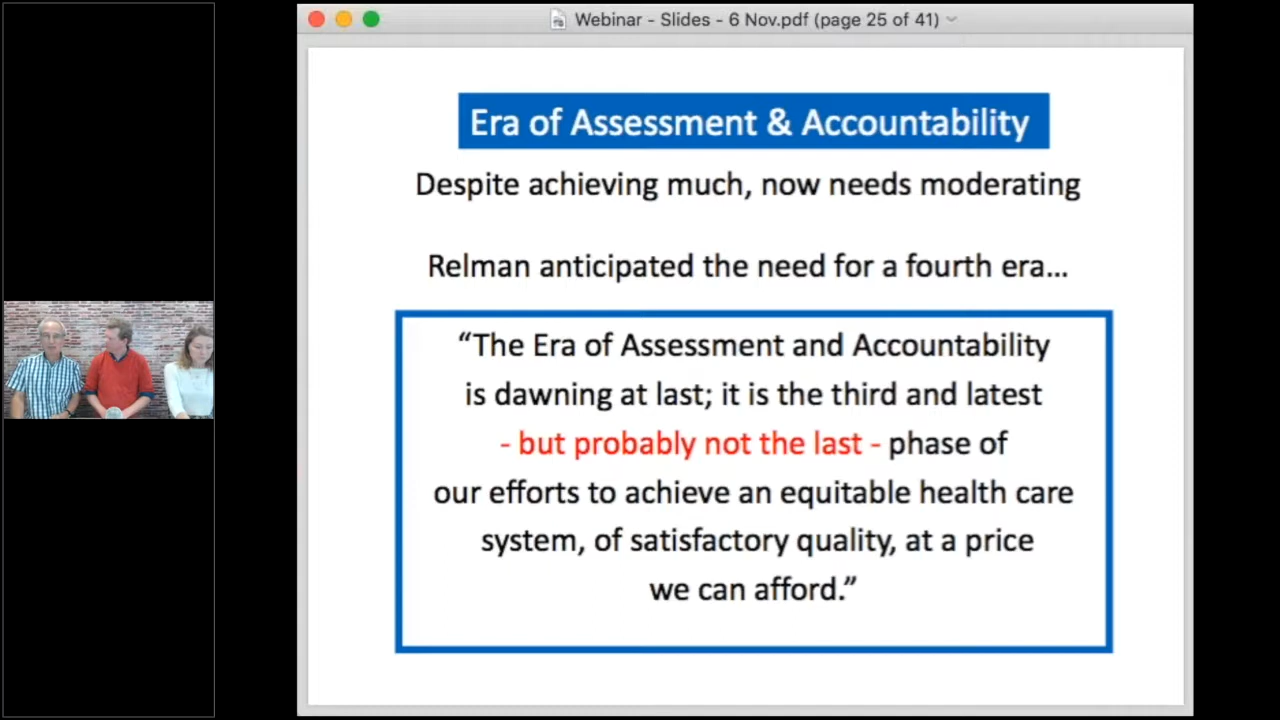 Webinar - Slides - 6 Nov.pdf (page 25 of 41)
Era of Assessment & Accountability
Despite achieving much, now needs moderating
Relman anticipated the need for a fourth era…
“The Era of Assessment and Accountability
is dawning at last; it is the third and latest
- but probably not the last - phase of
our efforts to achieve an equitable health care
system, of satisfactory quality, at a price
we can afford.”